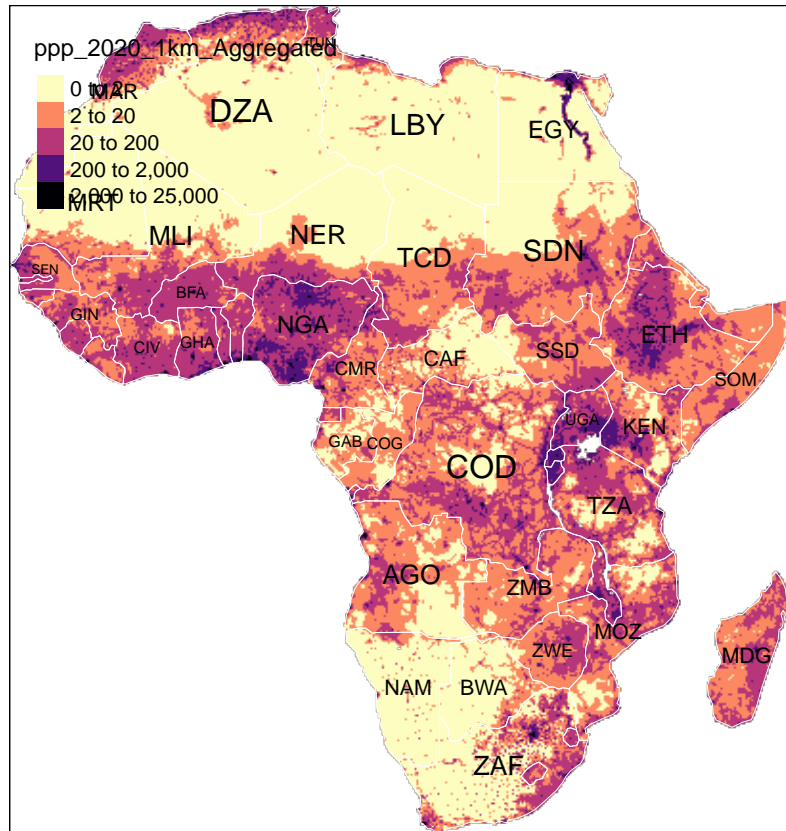 ppp_2020_1km_Aggregated
TUN
0 to 2
MAR
2 to 20
DZA
LBY
EGY
20 to 200
200 to 2,000
2,000 to 25,000
MRT
MLI
NER
TCD
SDN
SEN
BFA
GIN
NGA
ETH
CIV
GHA
CMR
CAF
SSD
SOM
UGA
KEN
GAB
COG
COD
TZA
AGO
ZMB
MOZ
ZWE
MDG
NAM
BWA
ZAF